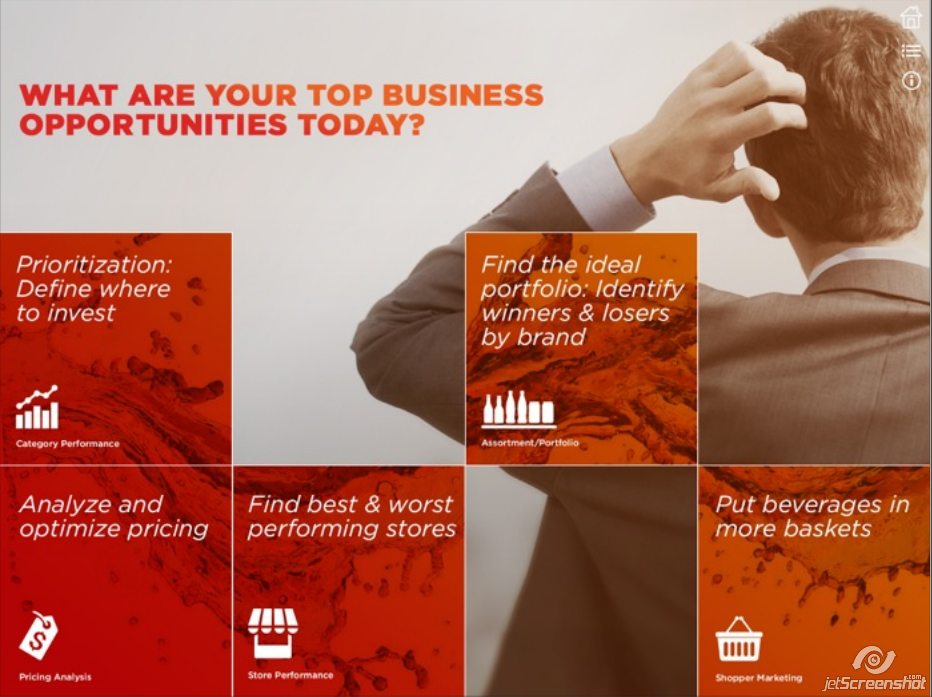 WHAT ARE YOUR TOP BUSINESS
OPPORTUNITIES TODAY?
Prioritization:
Define where
to invest
Category Performance
Find the ideal
portfolio: Identify
winners & losers
by brand
Assortment/Portfolio
Analyze and
optimize pricing
$
Pricing Analysis
Find best & worst
performing stores
Store Performance
Put beverages in
more baskets
Shopper Marketing
jetScreenshot.com